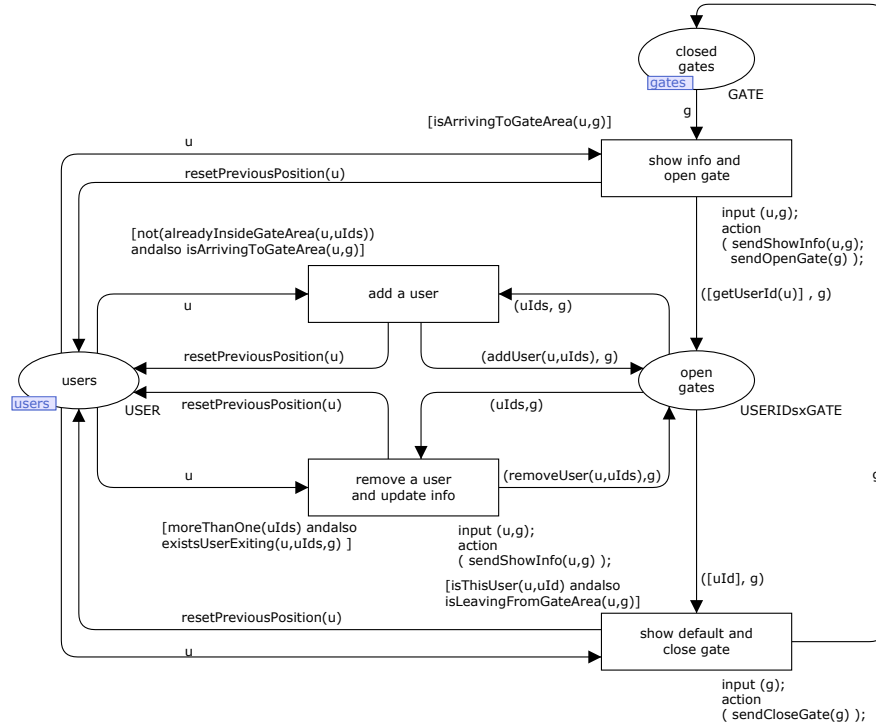 closed
gates
gates
GATE
g
[isArrivingToGateArea(u,g)]
u
show info and
open gate
resetPreviousPosition(u)
input (u,g);
action
( sendShowInfo(u,g);
sendOpenGate(g) );
[not(alreadyInsideGateArea(u,uIds))
andalso isArrivingToGateArea(u,g)]
add a user
u
(uIds, g)
([getUserId(u)] , g)
resetPreviousPosition(u)
(addUser(u,uIds), g)
users
users
USER
open
gates
USERIDsxGATE
resetPreviousPosition(u)
(uIds,g)
u
remove a user
and update info
(removeUser(u,uIds),g)
g
[moreThanOne(uIds) andalso
existsUserExiting(u,uIds,g) ]
input (u,g);
action
( sendShowInfo(u,g) );
([uId], g)
[isThisUser(u,uId) andalso
isLeavingFromGateArea(u,g)]
resetPreviousPosition(u)
show default and
close gate
u
input (g);
action
( sendCloseGate(g) );